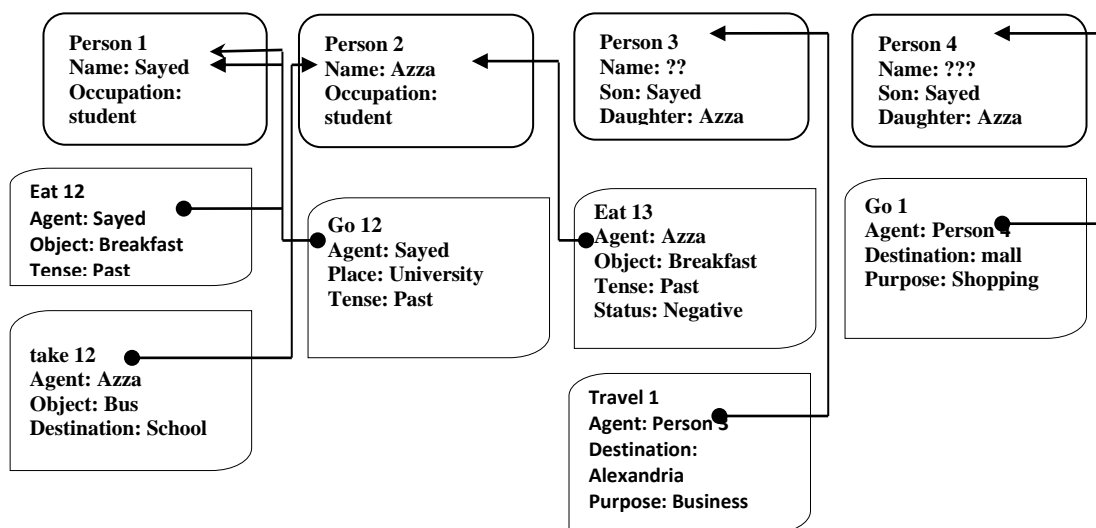 Person 1
Name: Sayed
Occupation:
student
Person 2
Name: Azza
Occupation:
student
Person 3
Name: ??
Son: Sayed
Daughter: Azza
Person 4
Name: ???
Son: Sayed
Daughter: Azza
Eat 12
Agent: Sayed
Object: Breakfast
Tense: Past
Go 12
Agent: Sayed
Place: University
Tense: Past
Eat 13
Agent: Azza
Object: Breakfast
Tense: Past
Status: Negative
Go 1
Agent: Person 4
Destination: mall
Purpose: Shopping
take 12
Agent: Azza
Object: Bus
Destination: School
Travel 1
Agent: Person 3
Destination:
Alexandria
Purpose: Business